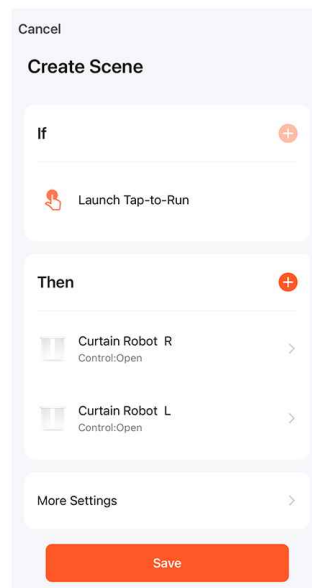 Cancel
Create Scene
If
Launch Tap-to-Run
Then
Curtain Robot R
Control:Open
Curtain Robot L
Control:Open
More Settings
Save